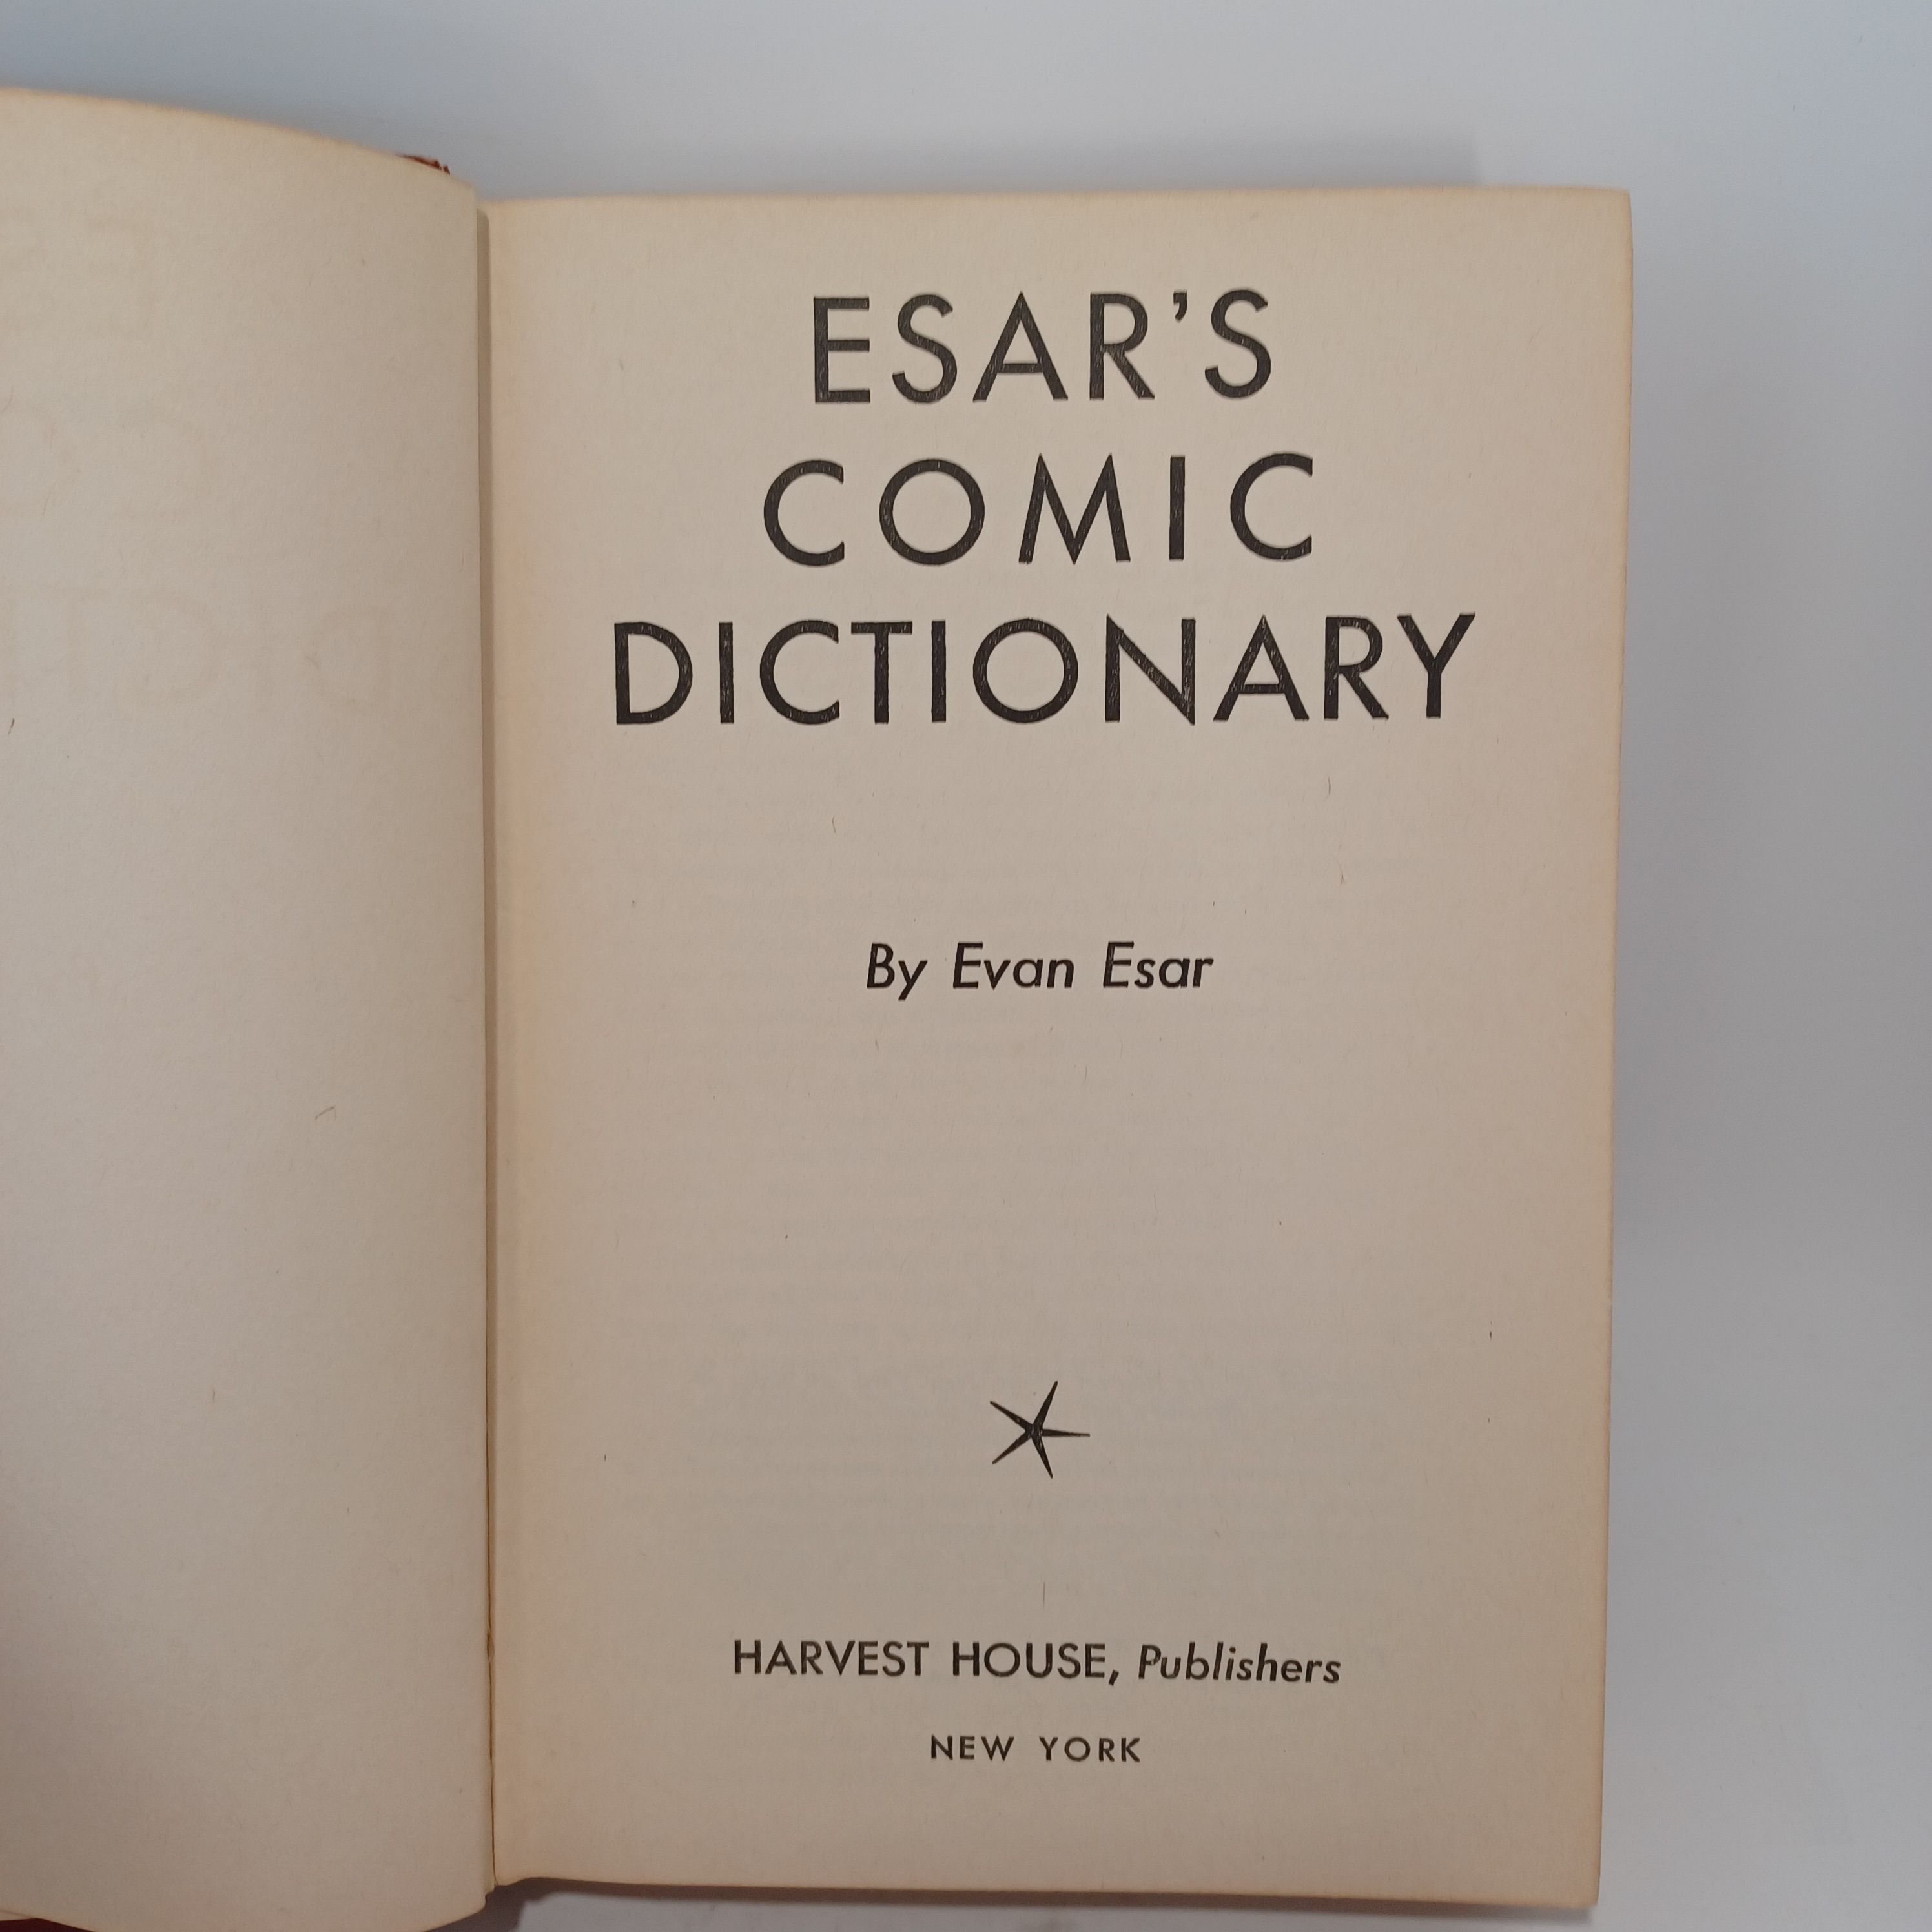 ESAR'S
COMIC
DICTIONARY
By Evan Esar
HARVEST HOUSE, Publishers
NEW YORK